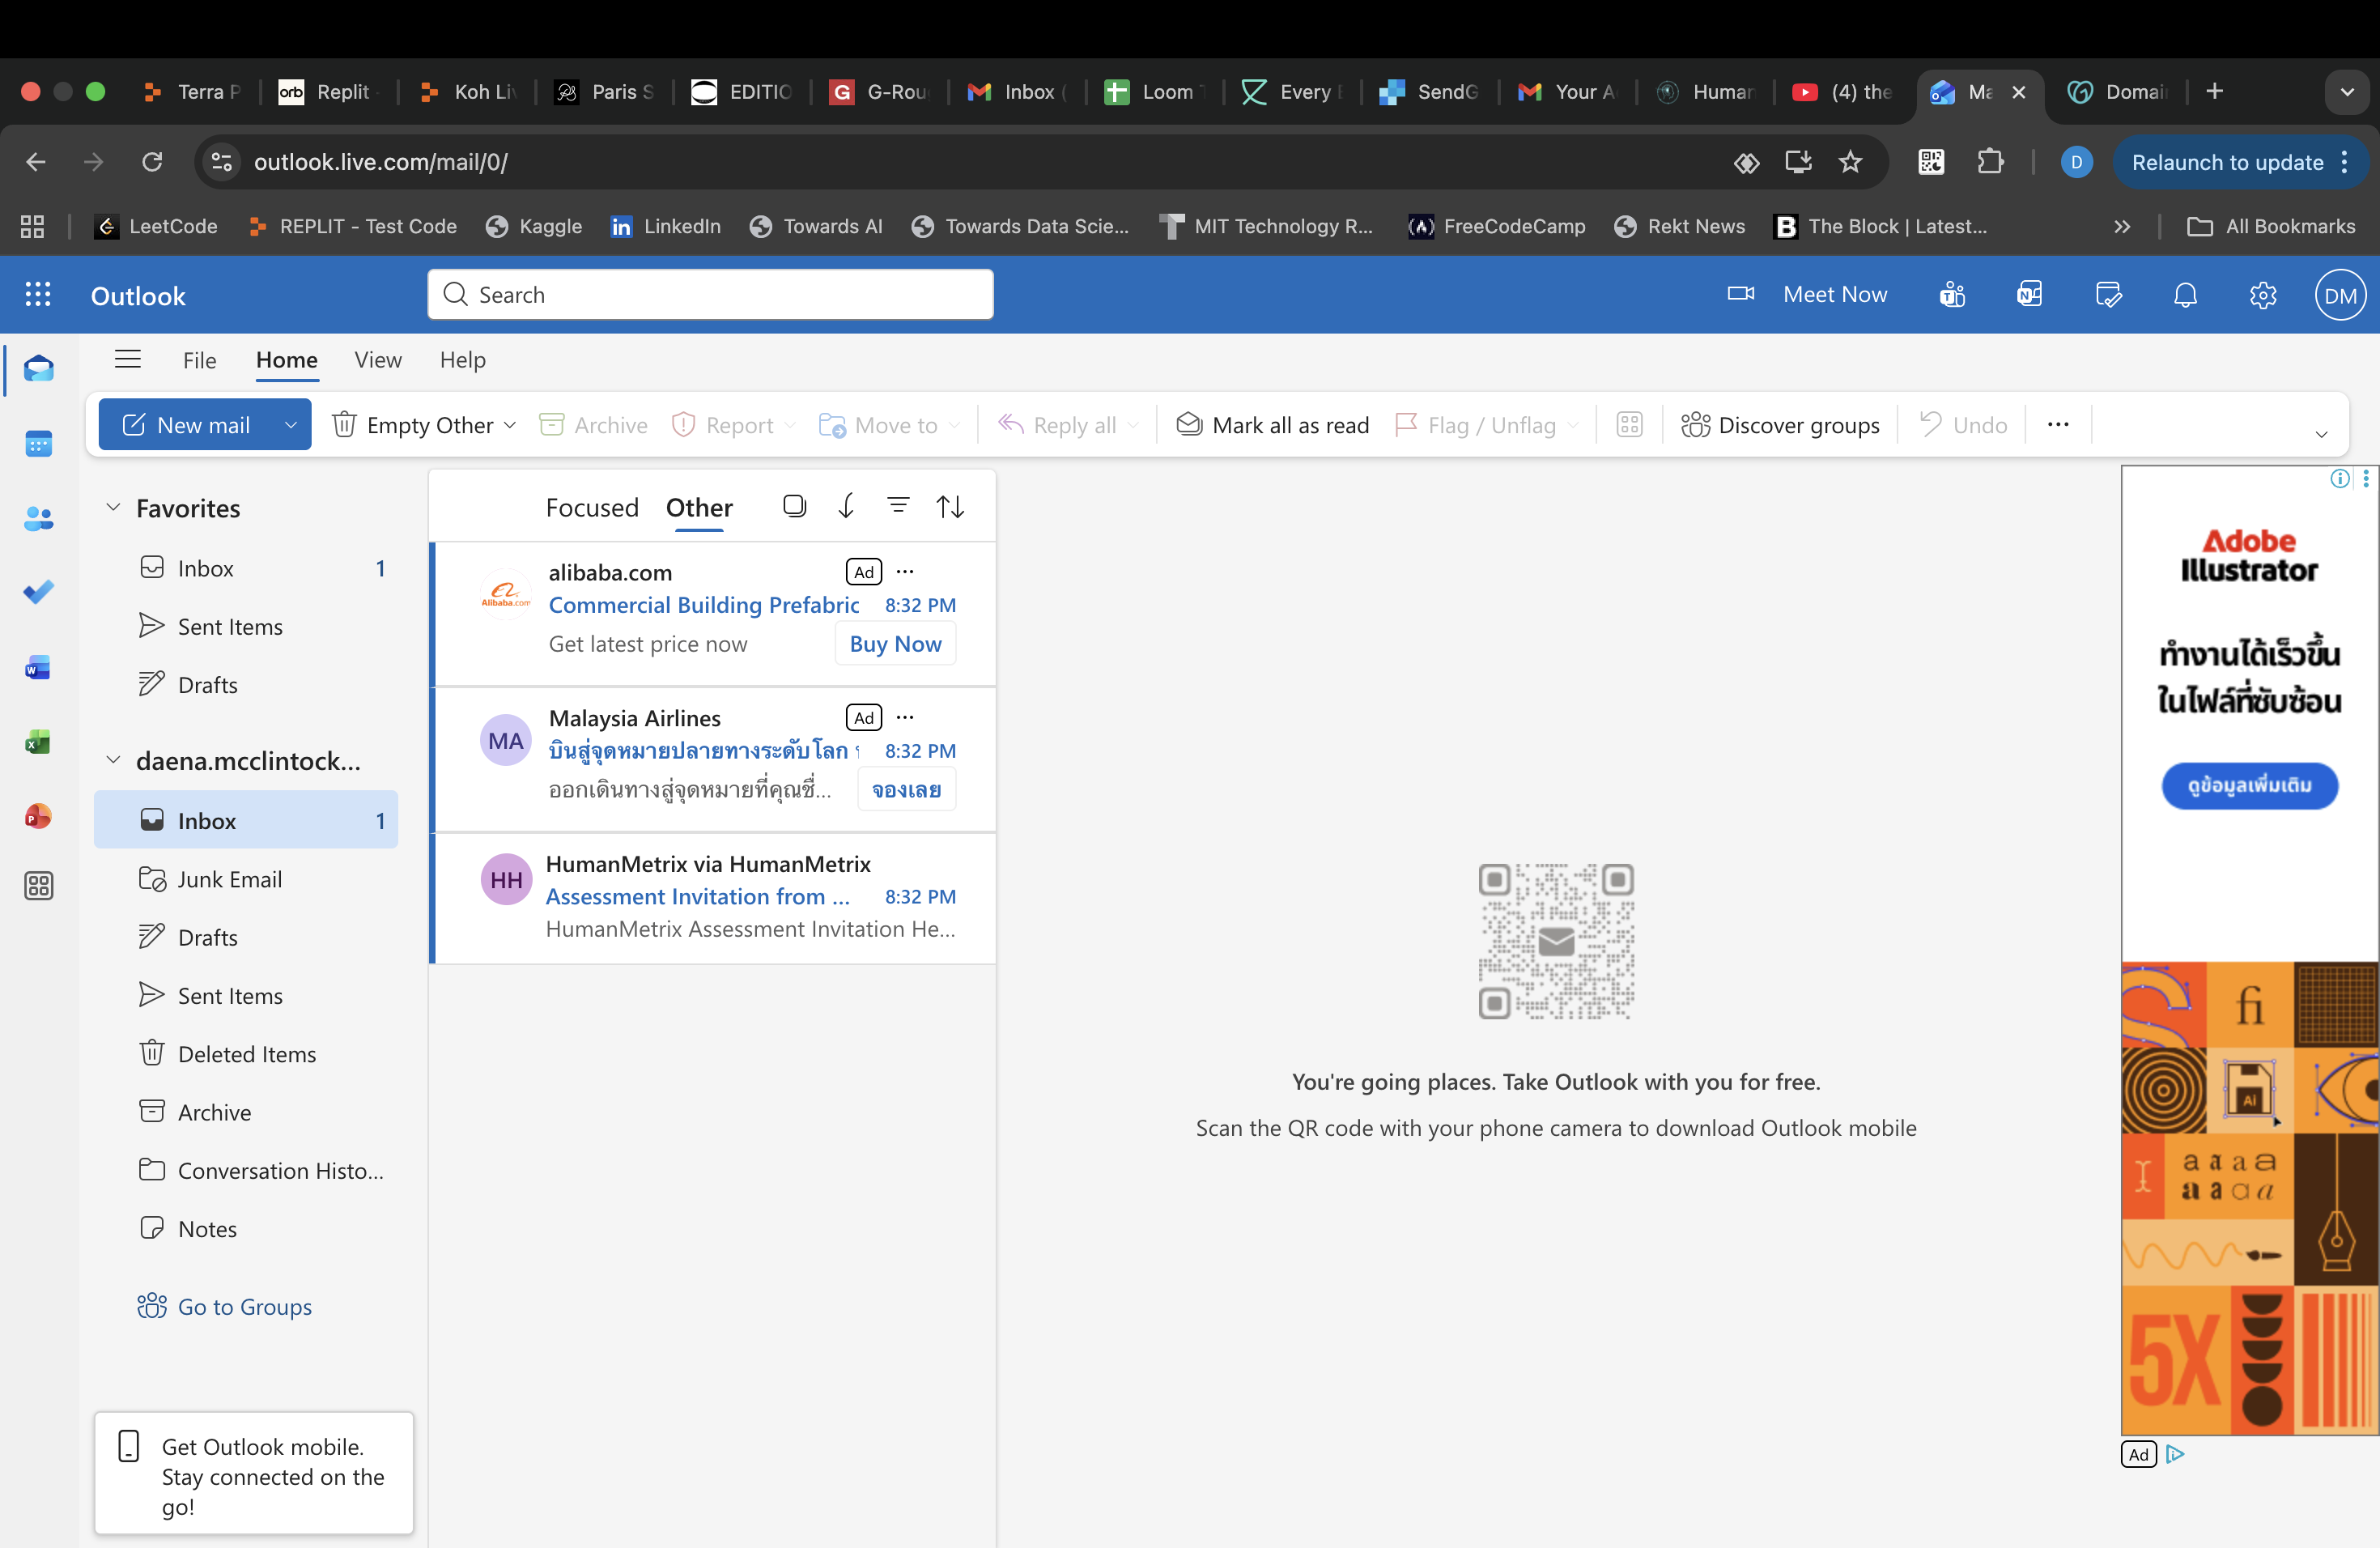 Terra P
orb Replit
Koh Liv
Paris S
EDITIO
G G-Rou
Inbox (
Loom T
Every
SendG
Your A
Human
(4) the
Ma
Domai
outlook.live.com/mail/0/
D
Relaunch to update
LeetCode
REPLIT - Test Code
Kaggle
in LinkedIn
Towards AI
Towards Data Scie...
MIT Technology R...
FreeCodeCamp
Rekt News
B The Block | Latest...
All Bookmarks
Outlook
Search
Meet Now
DM
File
Home
View
Help
New mail
Empty Other
Archive
Report
Move to
Reply all
Mark all as read
Flag / Unflag
Discover groups
Undo
Favorites
Inbox 1
Sent Items
Drafts
daena.mcclintock...
Inbox 1
Junk Email
Drafts
Sent Items
Deleted Items
Archive
Conversation Histo...
Notes
Go to Groups
Get Outlook mobile.
Stay connected on the
go!
Focused
Other
Alibaba.com
alibaba.com Ad
Commercial Building Prefabric 8:32 PM
Get latest price now Buy Now
MA
Malaysia Airlines Ad
บินสู่จุดหมายปลายทางระดับโลก 8:32 PM
ออกเดินทางสู่จุดหมายที่คุณชื่... จองเลย
HH
HumanMetrix via HumanMetrix
Assessment Invitation from ... 8:32 PM
HumanMetrix Assessment Invitation He...
You're going places. Take Outlook with you for free.
Scan the QR code with your phone camera to download Outlook mobile
Adobe
Illustrator
ทำงานได้เร็วขึ้น
ในไฟล์ที่ซับซ้อน
ดูข้อมูลเพิ่มเติม
fi
Ai
a a a a
a a a a
5X
Ad